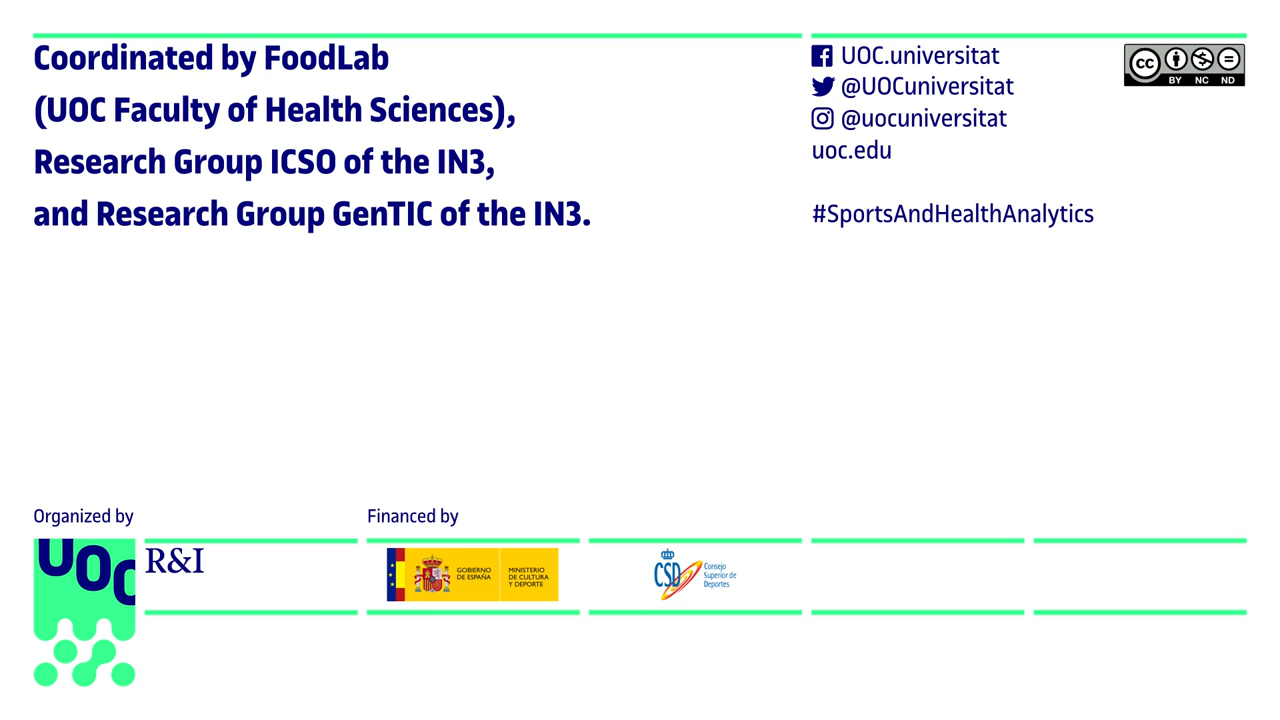 Coordinated by FoodLab
(UOC Faculty of Health Sciences),
Research Group ICSO of the IN3,
and Research Group GenTIC of the IN3.
UOC.universitat
@UOCuniversitat
@uocuniversitat
uoc.edu
#SportsAndHealthAnalytics
cc
BY NC ND
Organized by
UOC
R&I
Financed by
GOBIERNO
DE ESPAÑA
MINISTERIO
DE CULTURA
Y DEPORTE
CSD
Consejo
Superior de
Deportes